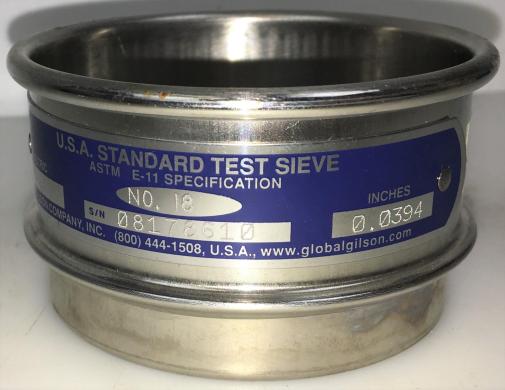 U.S.A. STANDARD TEST SIEVE
ASTM E-11 SPECIFICATION
NO. 18
INCHES
S/N 08178610
0.0394
COMPANY, INC. (800) 444-1508, U.S.A., www.globalgilson.com